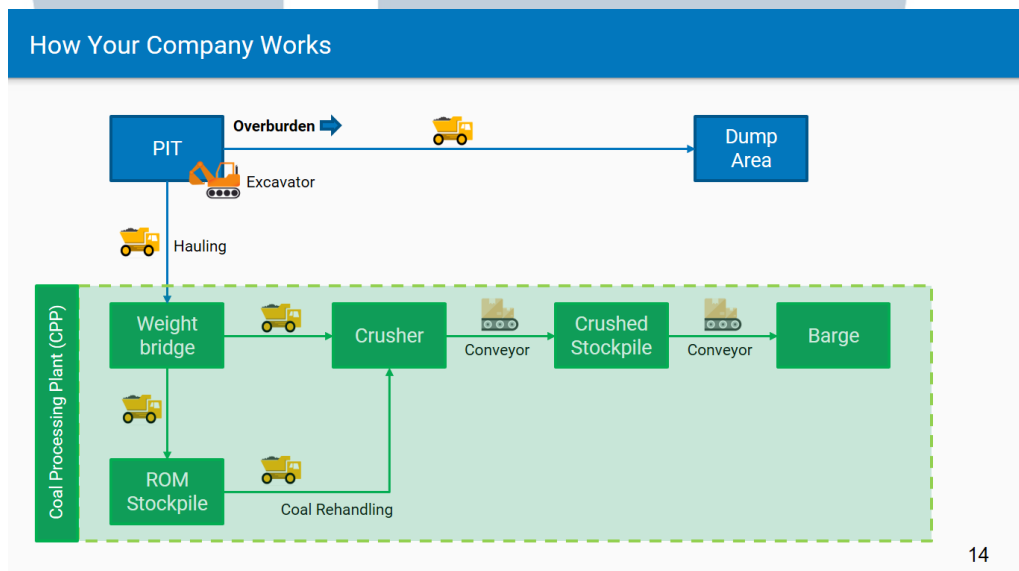 How Your Company Works
Overburden
PIT
Dump
Area
Excavator
Hauling
Coal Processing Plant (CPP)
Weight
bridge
Crusher
Conveyor
Crushed
Stockpile
Conveyor
Barge
ROM
Stockpile
Coal Rehandling
14